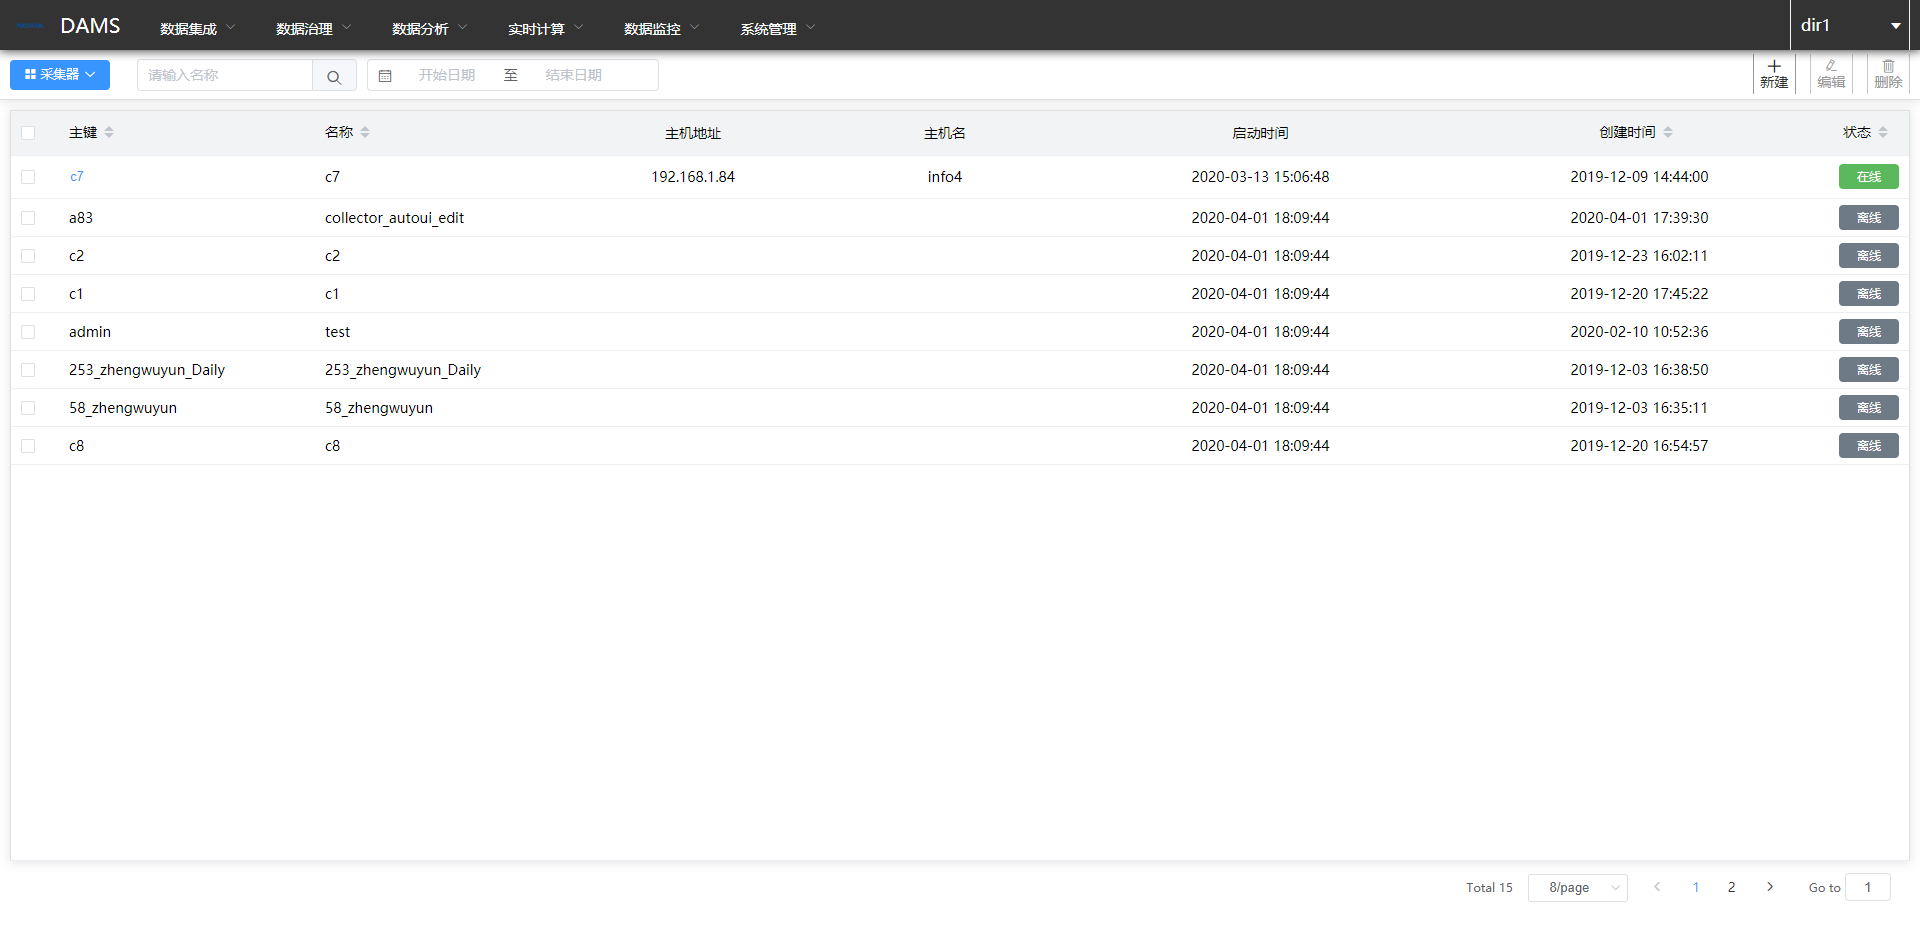 DAMS 数据集成 数据治理 数据分析 实时计算 数据监控 系统管理 dir1
采集器 请输入名称 开始日期 至 结束日期 新建 编辑 删除
主键 名称 主机地址 主机名 启动时间 创建时间 状态
c7 c7 192.168.1.84 info4 2020-03-13 15:06:48 2019-12-09 14:44:00 在线
a83 collector_autoui_edit 2020-04-01 18:09:44 2020-04-01 17:39:30 离线
c2 c2 2020-04-01 18:09:44 2019-12-23 16:02:11 离线
c1 c1 2020-04-01 18:09:44 2019-12-20 17:45:22 离线
admin test 2020-04-01 18:09:44 2020-02-10 10:52:36 离线
253_zhengwuyun_Daily 253_zhengwuyun_Daily 2020-04-01 18:09:44 2019-12-03 16:38:50 离线
58_zhengwuyun 58_zhengwuyun 2020-04-01 18:09:44 2019-12-03 16:35:11 离线
c8 c8 2020-04-01 18:09:44 2019-12-20 16:54:57 离线
Total 15 8/page 1 2 Go to 1